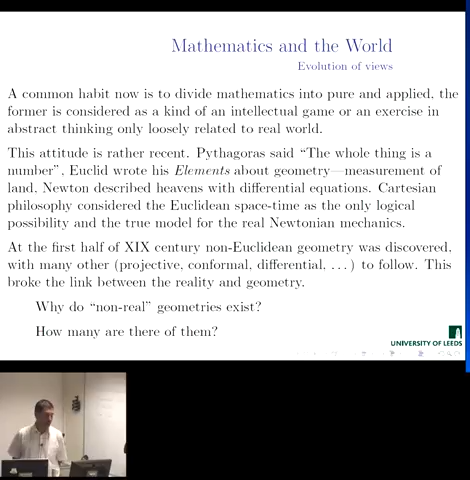 Mathematics and the World
Evolution of views
A common habit now is to divide mathematics into pure and applied, the
former is considered as a kind of an intellectual game or an exercise in
abstract thinking only loosely related to real world.
This attitude is rather recent. Pythagoras said “The whole thing is a
number”, Euclid wrote his Elements about geometry—measurement of
land, Newton described heavens with differential equations. Cartesian
philosophy considered the Euclidean space-time as the only logical
possibility and the true model for the real Newtonian mechanics.
At the first half of XIX century non-Euclidean geometry was discovered,
with many other (projective, conformal, differential, ...) to follow. This
broke the link between the reality and geometry.
Why do “non-real” geometries exist?
How many are there of them?
UNIVERSITY OF LEEDS